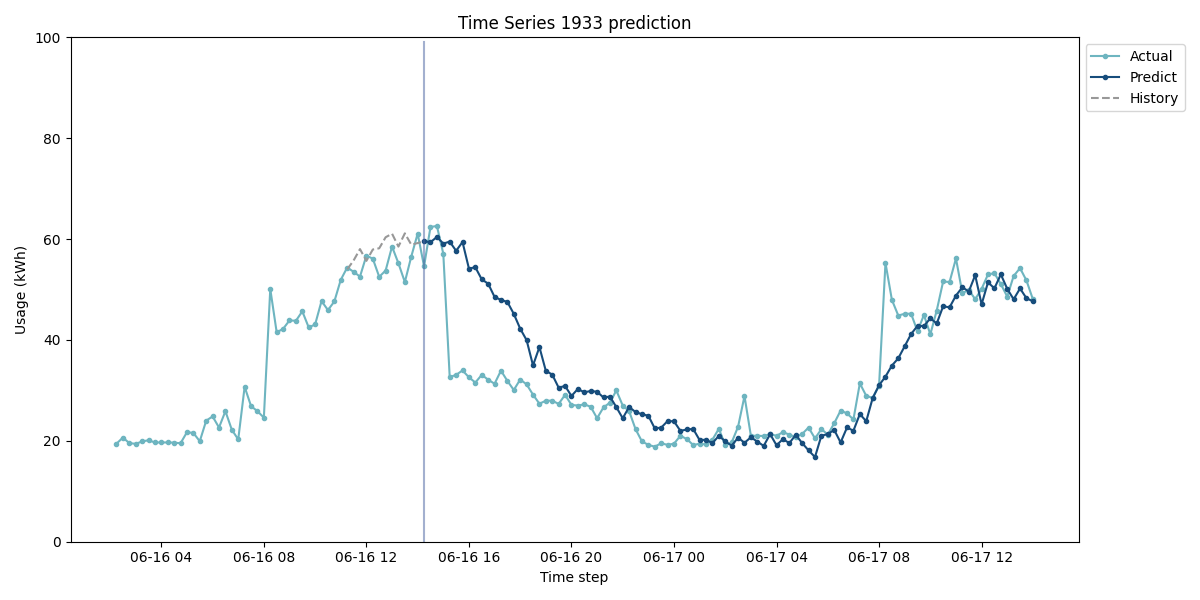 Time Series 1933 prediction
100
80
60
40
20
0
Usage (kWh)
06-16 04
06-16 08
06-16 12
06-16 16
06-16 20
06-17 00
06-17 04
06-17 08
06-17 12
Time step
Actual
Predict
History